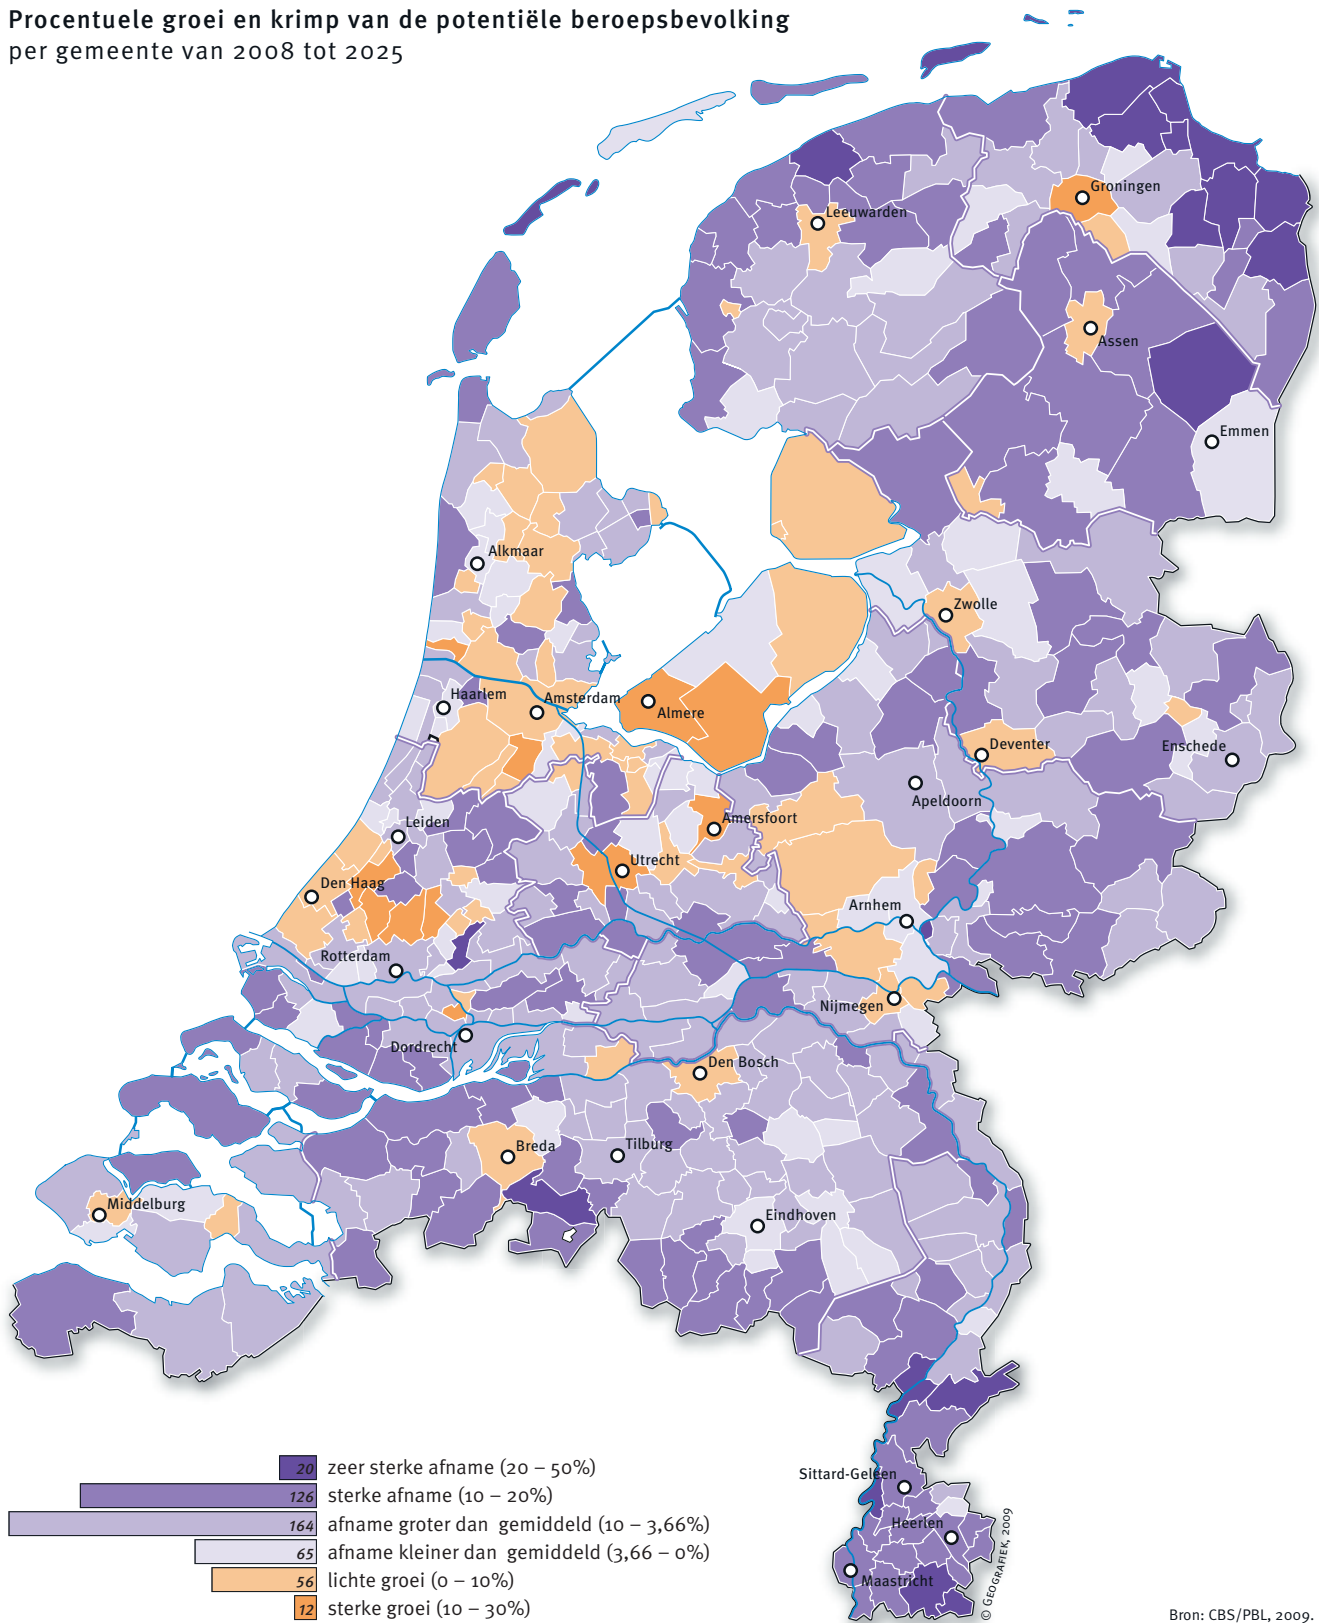 Procentuele groei en krimp van de potentiële beroepsbevolking
per gemeente van 2008 tot 2025
Groningen
Leeuwarden
Assen
Emmen
Alkmaar
Zwolle
Haarlem
Amsterdam
Almere
Deventer
Enschede
Apeldoorn
Leiden
Amersfoort
Utrecht
Den Haag
Arnhem
Rotterdam
Nijmegen
Dordrecht
Den Bosch
Breda
Tilburg
Middelburg
Eindhoven
Sittard-Geleen
Heerlen
Maastricht
20 zeer sterke afname (20 – 50%)
126 sterke afname (10 – 20%)
164 afname groter dan gemiddeld (10 – 3,66%)
65 afname kleiner dan gemiddeld (3,66 – 0%)
56 lichte groei (0 – 10%)
12 sterke groei (10 – 30%)
© GEOGRAFIEK, 2009
Bron: CBS/PBL, 2009.